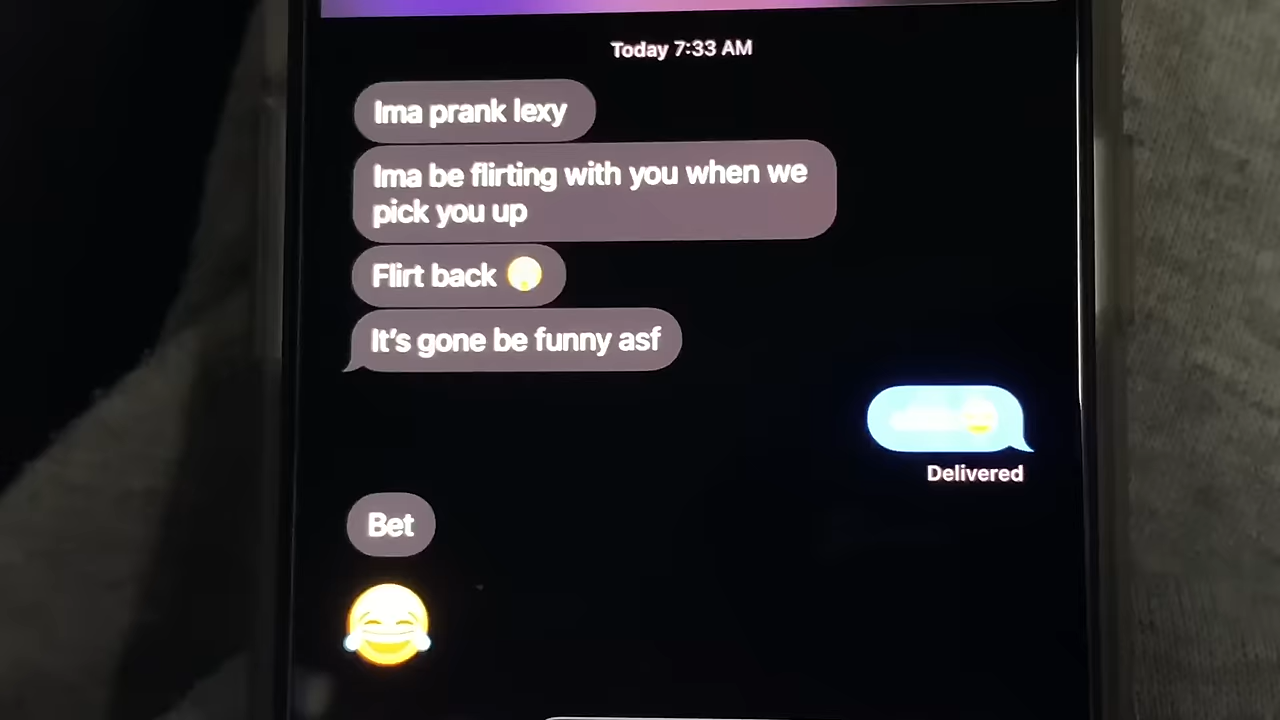 Today 7:33 AM
Ima prank lexy
Ima be flirting with you when we
pick you up
Flirt back
It's gone be funny asf
Delivered
Bet